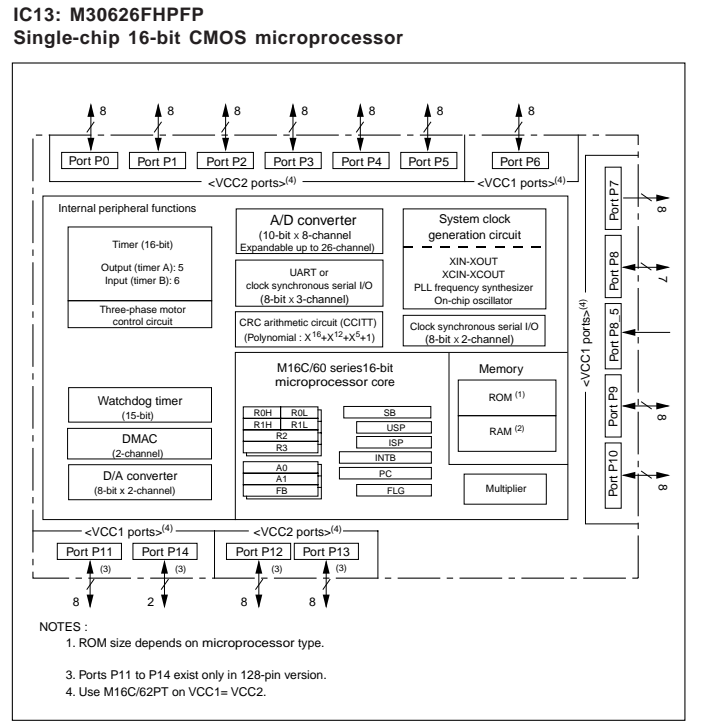 IC13: M30626FHPFP
Single-chip 16-bit CMOS microprocessor
8 8 8 8 8 8 8
Port P0 Port P1 Port P2 Port P3 Port P4 Port P5 Port P6
<VCC2 ports>(4) <VCC1 ports>(4)
Internal peripheral functions
Timer (16-bit)
Output (timer A): 5
Input (timer B): 6
Three-phase motor
control circuit
Watchdog timer
(15-bit)
DMAC
(2-channel)
D/A converter
(8-bit x 2-channel)
A/D converter
(10-bit x 8-channel
Expandable up to 26-channel)
UART or
clock synchronous serial I/O
(8-bit x 3-channel)
CRC arithmetic circuit (CCITT)
(Polynomial : X16+X12+X5+1)
System clock
generation circuit
XIN-XOUT
XCIN-XCOUT
PLL frequency synthesizer
On-chip oscillator
Clock synchronous serial I/O
(8-bit x 2-channel)
M16C/60 series16-bit
microprocessor core
R0H R0L
R1H R1L
R2
R3
A0
A1
FB
SB
USP
ISP
INTB
PC
FLG
Memory
ROM (1)
RAM (2)
Multiplier
<VCC1 ports>(4)
Port P7
8
Port P8
7
Port P8_5
Port P9
8
Port P10
8
<VCC1 ports>(4) <VCC2 ports>(4)
Port P11 Port P14 Port P12 Port P13
(3) (3) (3) (3)
8 2 8 8
NOTES :
1. ROM size depends on microprocessor type.
3. Ports P11 to P14 exist only in 128-pin version.
4. Use M16C/62PT on VCC1= VCC2.